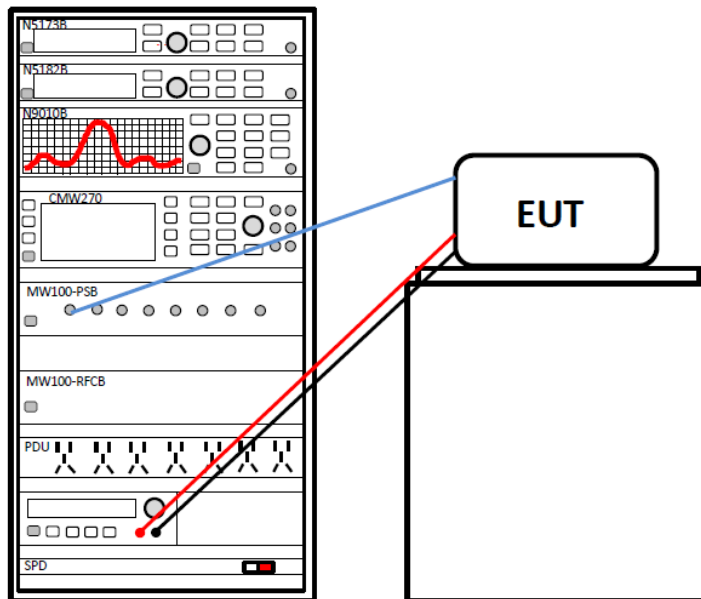 N5173B
N5182B
N9010B
CMW270
EUT
MW100-PSB
MW100-RFCB
PDU
SPD